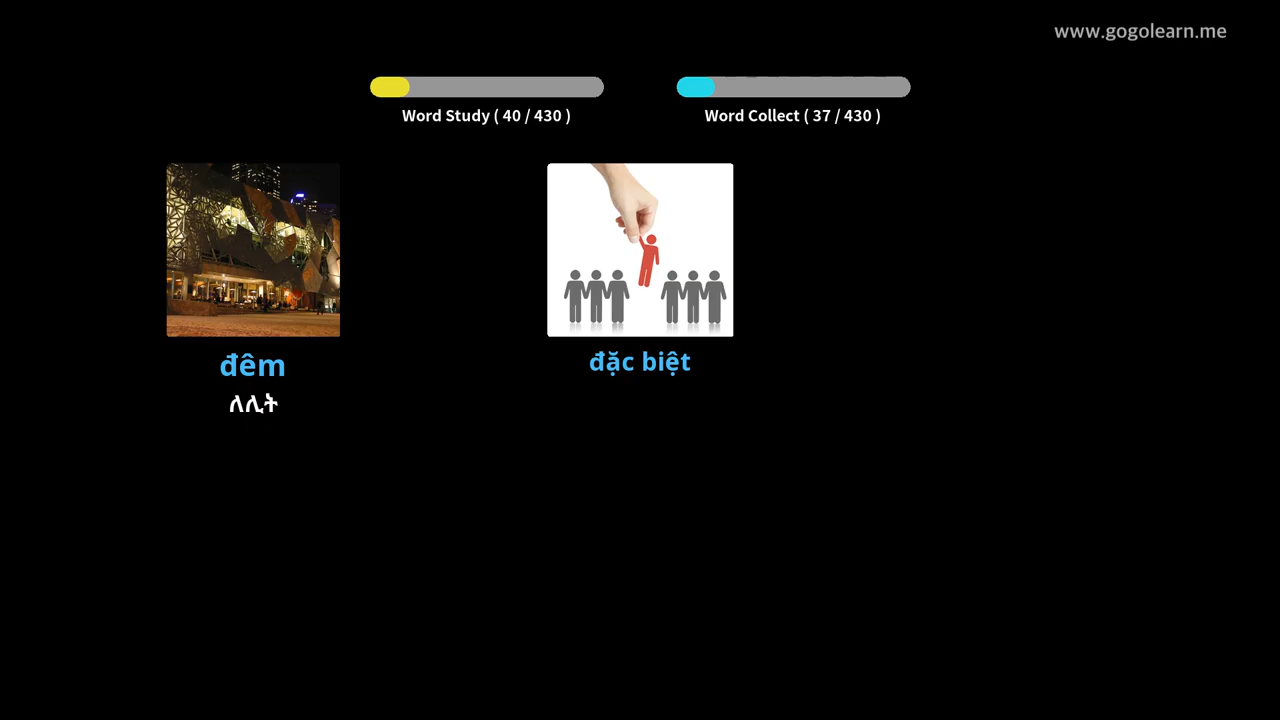 www.gogolearn.me
Word Study ( 40 / 430 )
Word Collect ( 37 / 430 )
đêm
ለሊት
đặc biệt